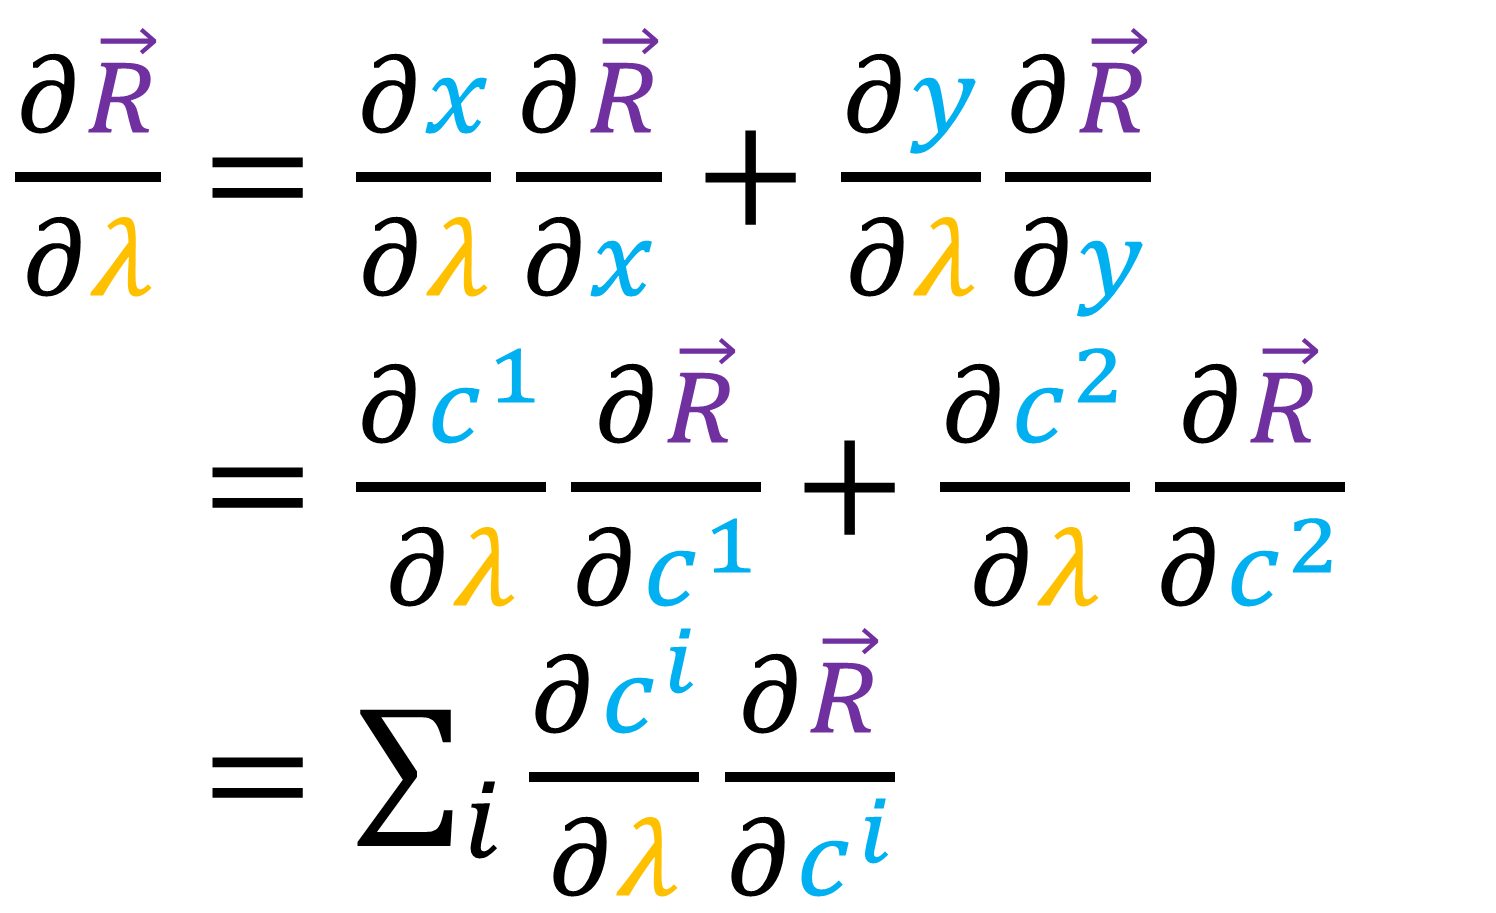 ∂R⃗/∂λ = ∂x/∂λ ∂R⃗/∂x + ∂y/∂λ ∂R⃗/∂y
= ∂c¹/∂λ ∂R⃗/∂c¹ + ∂c²/∂λ ∂R⃗/∂c²
= ∑ᵢ ∂cⁱ/∂λ ∂R⃗/∂cⁱ